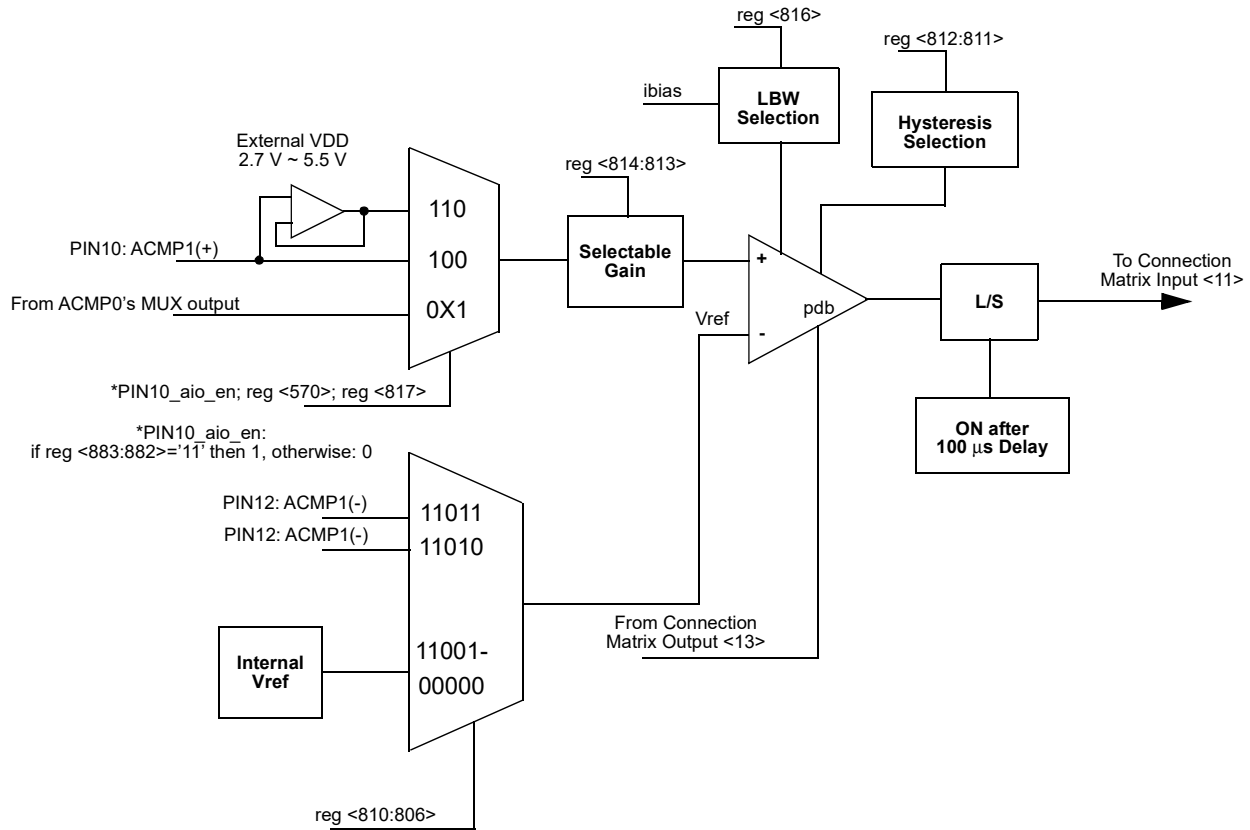 reg <816>
reg <812:811>
ibias
LBW
Selection
Hysteresis
Selection
External VDD
2.7 V ~ 5.5 V
reg <814:813>
110
PIN10: ACMP1(+)
100
Selectable
Gain
+
To Connection
Matrix Input <11>
From ACMP0's MUX output
0X1
Vref
-
pdb
L/S
*PIN10_aio_en; reg <570>; reg <817>
*PIN10_aio_en:
if reg <883:882>='11' then 1, otherwise: 0
ON after
100 µs Delay
PIN12: ACMP1(-)
11011
PIN12: ACMP1(-)
11010
From Connection
Matrix Output <13>
Internal
Vref
11001-
00000
reg <810:806>